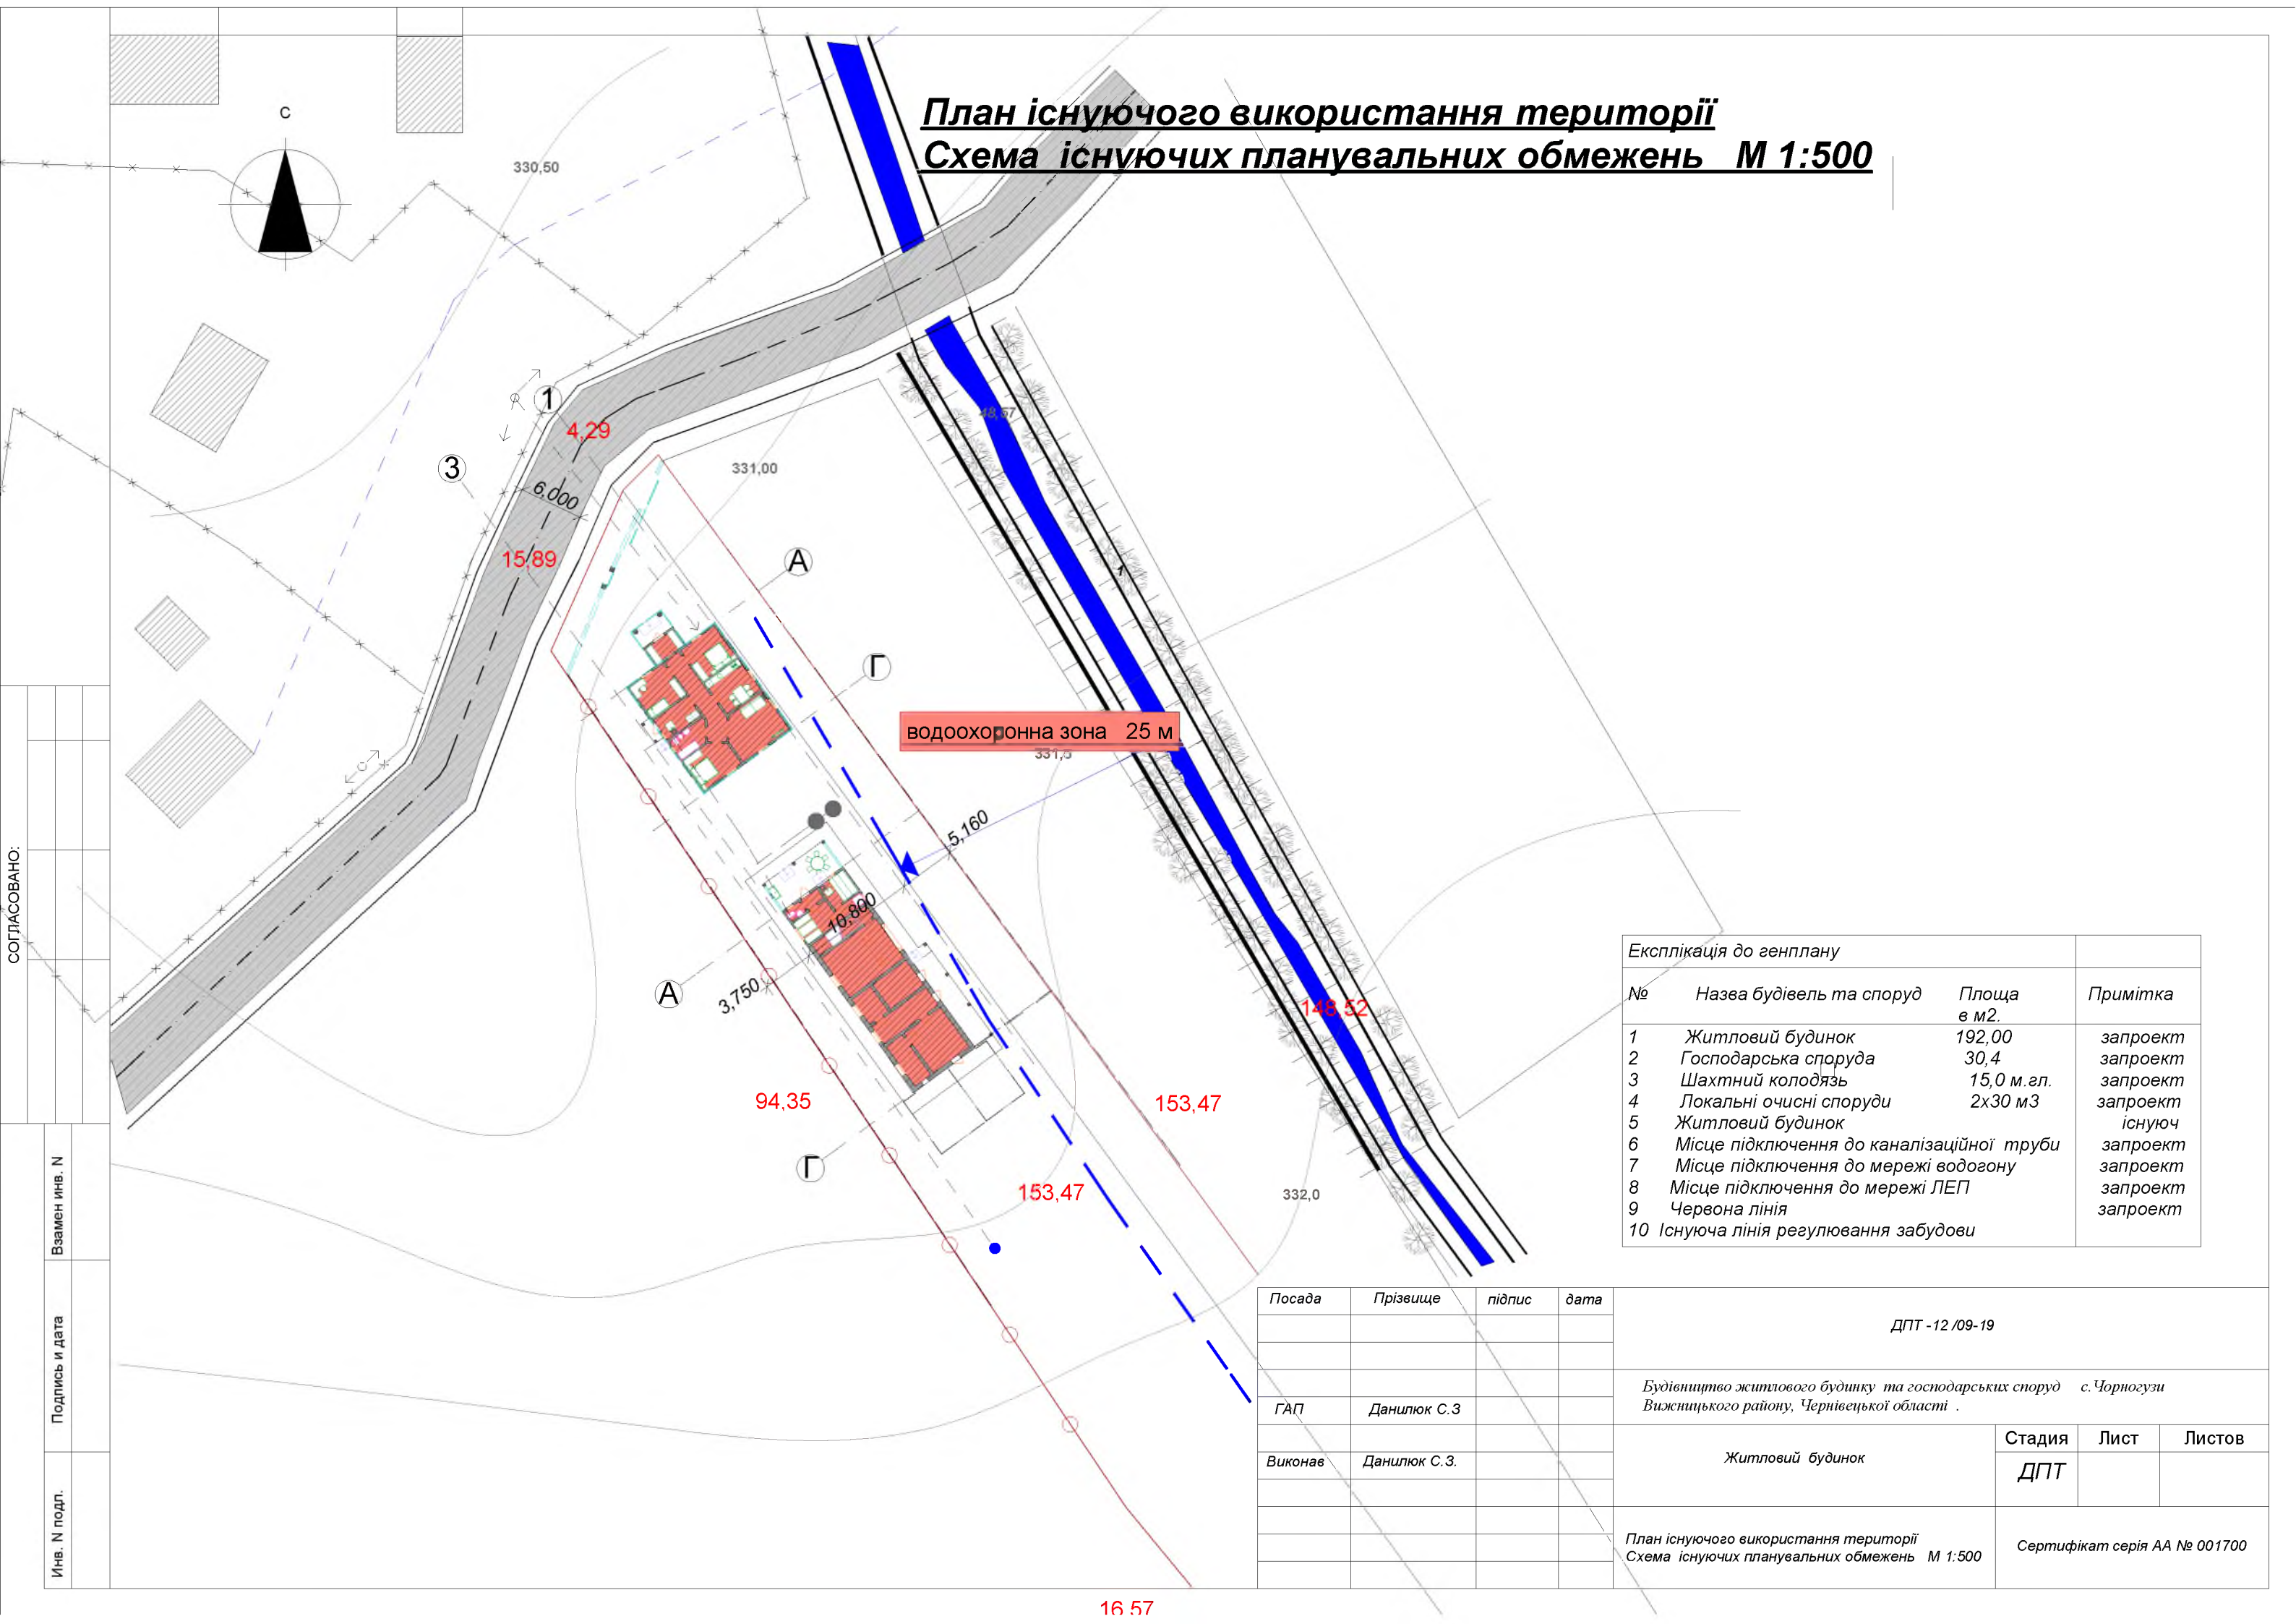 План існуючого використання території
Схема існуючих планувальних обмежень М 1:500
С
330,50
1
4,29
3
6,000
15,89
331,00
48,57
1
А
Г
водоохоронна зона 25 м
331,5
5,160
10,800
А
3,750
148,52
94,35
153,47
Г
153,47
332,0
16,57
СОГЛАСОВАНО:
Взамен инв. N
Подпись и дата
Инв. N подл.
Експлікація до генплану
№ Назва будівель та споруд Площа в м2. Примітка
1 Житловий будинок 192,00 запроект
2 Господарська споруда 30,4 запроект
3 Шахтний колодязь 15,0 м.гл. запроект
4 Локальні очисні споруди 2х30 м3 запроект
5 Житловий будинок існуюч
6 Місце підключення до каналізаційної труби запроект
7 Місце підключення до мережі водогону запроект
8 Місце підключення до мережі ЛЕП запроект
9 Червона лінія запроект
10 Існуюча лінія регулювання забудови
Посада Прізвище підпис дата
ДПТ -12 /09-19
Будівництво житлового будинку та господарських споруд с.Чорногузи
Вижницького району, Чернівецької області .
ГАП Данилюк С.З
Виконав Данилюк С.З.
Житловий будинок
Стадия Лист Листов
ДПТ
План існуючого використання території
Схема існуючих планувальних обмежень М 1:500
Сертифікат серія АА № 001700